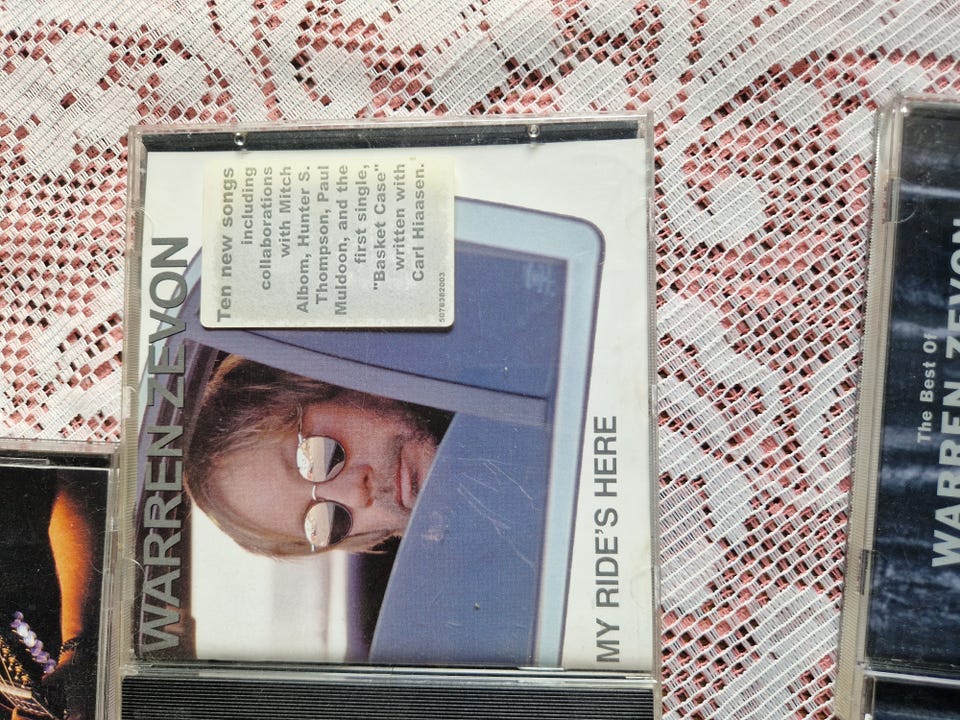 WARREN ZEVON
Ten new songs
including
collaborations
with Mitch
Albom, Hunter S.
Thompson, Paul
Muldoon, and the
first single,
"Basket Case"
written with
Carl Hiaasen.
5078382003
MY RIDE'S HERE
The Best Of
WARREN ZEVON